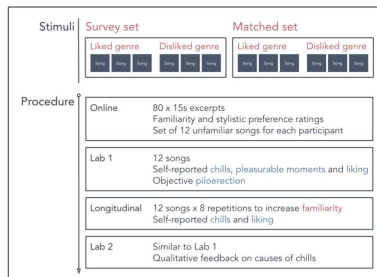 Stimuli
Survey set
Matched set
Liked genre
Disliked genre
Liked genre
Disliked genre
Song Song Song Song Song Song Song Song Song Song Song Song
Procedure
Online
80 x 15s excerpts
Familiarity and stylistic preference ratings
Set of 12 unfamiliar songs for each participant
Lab 1
12 songs
Self-reported chills, pleasurable moments and liking
Objective piloerection
Longitudinal
12 songs x 8 repetitions to increase familiarity
Self-reported chills and liking
Lab 2
Similar to Lab 1
Qualitative feedback on causes of chills